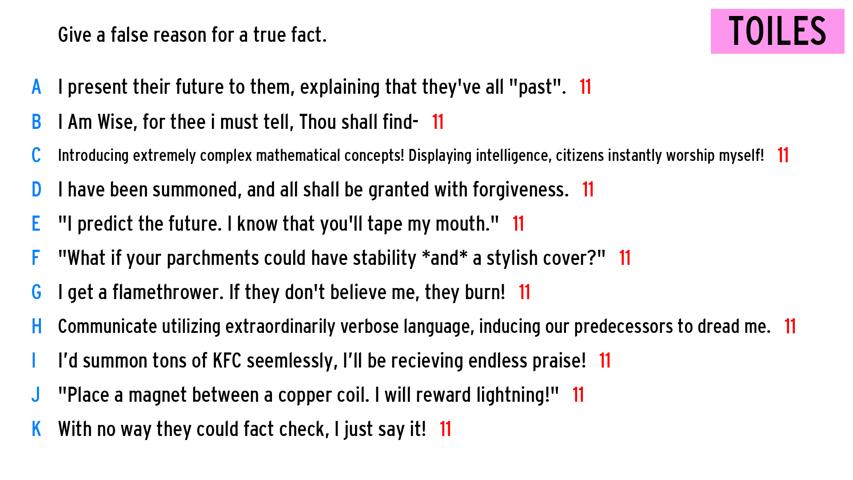 Give a false reason for a true fact.
TOILES
A I present their future to them, explaining that they've all "past". 11
B I Am Wise, for thee i must tell, Thou shall find- 11
C Introducing extremely complex mathematical concepts! Displaying intelligence, citizens instantly worship myself! 11
D I have been summoned, and all shall be granted with forgiveness. 11
E "I predict the future. I know that you'll tape my mouth." 11
F "What if your parchments could have stability *and* a stylish cover?" 11
G I get a flamethrower. If they don't believe me, they burn! 11
H Communicate utilizing extraordinarily verbose language, inducing our predecessors to dread me. 11
I I’d summon tons of KFC seemlessly, I’ll be recieving endless praise! 11
J "Place a magnet between a copper coil. I will reward lightning!" 11
K With no way they could fact check, I just say it! 11